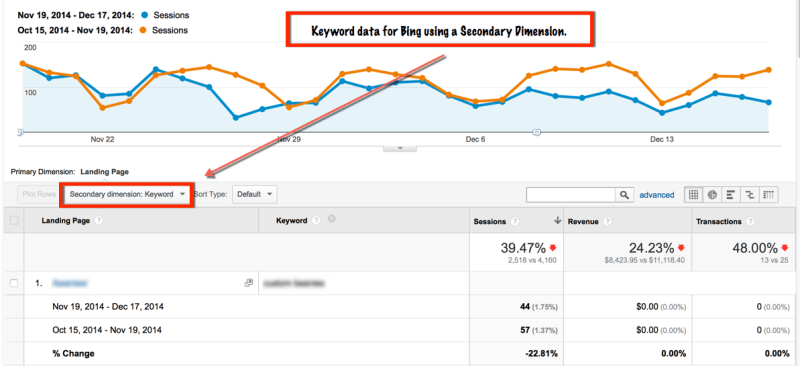 Nov 19, 2014 - Dec 17, 2014: Sessions
Oct 15, 2014 - Nov 19, 2014: Sessions
Keyword data for Bing using a Secondary Dimension.
200
100
Nov 22 Nov 29 Dec 6 Dec 13
Primary Dimension: Landing Page
Plot Rows Secondary dimension: Keyword Sort Type: Default advanced
Landing Page ? Keyword ? Sessions ? Revenue ? Transactions ?
39.47% 24.23% 48.00%
2,518 vs 4,160 $8,423.95 vs $11,118.40 13 vs 25
1.
Nov 19, 2014 - Dec 17, 2014 44 (1.75%) $0.00 (0.00%) 0 (0.00%)
Oct 15, 2014 - Nov 19, 2014 57 (1.37%) $0.00 (0.00%) 0 (0.00%)
% Change -22.81% 0.00% 0.00%